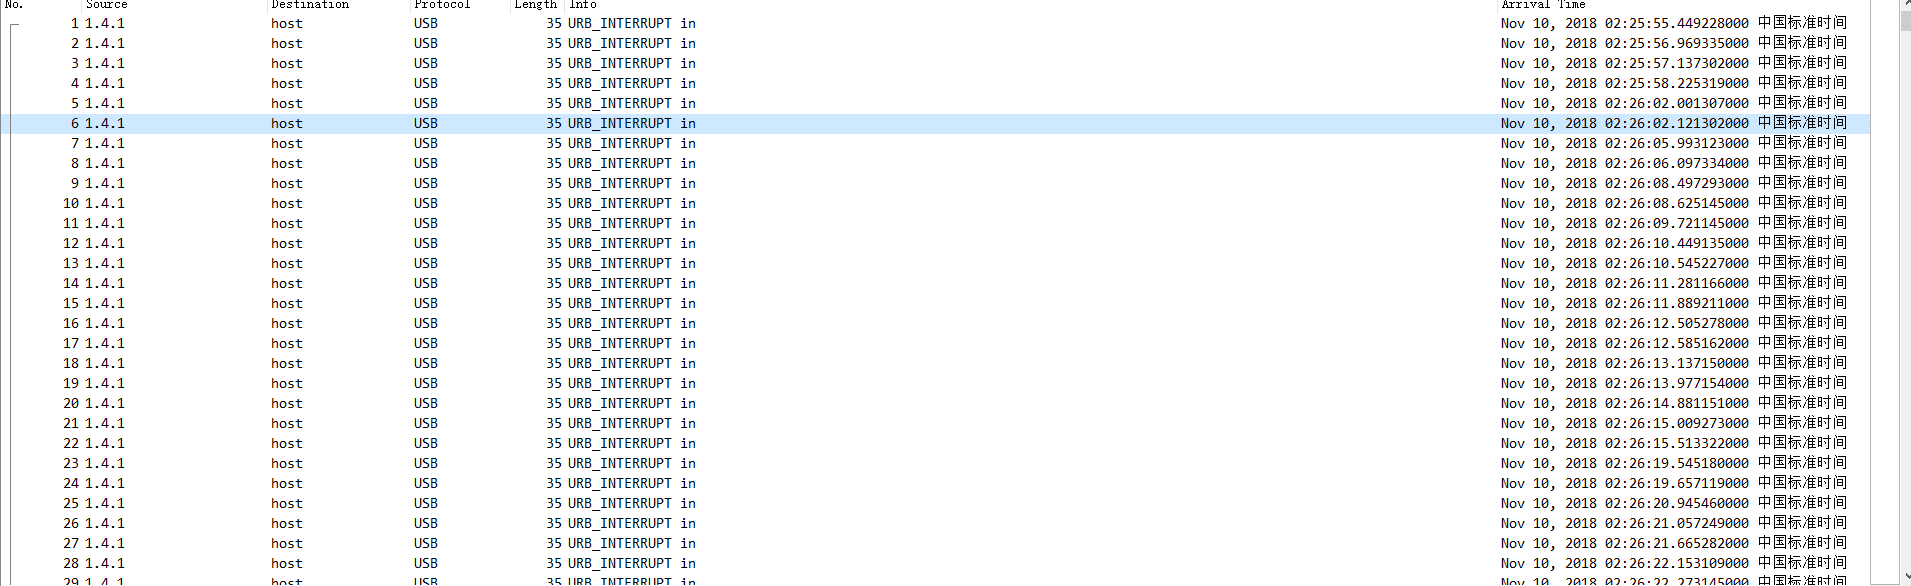 No. Source Destination Protocol Length Info Arrival Time
1 1.4.1 host USB 35 URB_INTERRUPT in Nov 10, 2018 02:25:55.449228000 中国标准时间
2 1.4.1 host USB 35 URB_INTERRUPT in Nov 10, 2018 02:25:56.969335000 中国标准时间
3 1.4.1 host USB 35 URB_INTERRUPT in Nov 10, 2018 02:25:57.137302000 中国标准时间
4 1.4.1 host USB 35 URB_INTERRUPT in Nov 10, 2018 02:25:58.225319000 中国标准时间
5 1.4.1 host USB 35 URB_INTERRUPT in Nov 10, 2018 02:26:02.001307000 中国标准时间
6 1.4.1 host USB 35 URB_INTERRUPT in Nov 10, 2018 02:26:02.121302000 中国标准时间
7 1.4.1 host USB 35 URB_INTERRUPT in Nov 10, 2018 02:26:05.993123000 中国标准时间
8 1.4.1 host USB 35 URB_INTERRUPT in Nov 10, 2018 02:26:06.097334000 中国标准时间
9 1.4.1 host USB 35 URB_INTERRUPT in Nov 10, 2018 02:26:08.497293000 中国标准时间
10 1.4.1 host USB 35 URB_INTERRUPT in Nov 10, 2018 02:26:08.625145000 中国标准时间
11 1.4.1 host USB 35 URB_INTERRUPT in Nov 10, 2018 02:26:09.721145000 中国标准时间
12 1.4.1 host USB 35 URB_INTERRUPT in Nov 10, 2018 02:26:10.449135000 中国标准时间
13 1.4.1 host USB 35 URB_INTERRUPT in Nov 10, 2018 02:26:10.545227000 中国标准时间
14 1.4.1 host USB 35 URB_INTERRUPT in Nov 10, 2018 02:26:11.281166000 中国标准时间
15 1.4.1 host USB 35 URB_INTERRUPT in Nov 10, 2018 02:26:11.889211000 中国标准时间
16 1.4.1 host USB 35 URB_INTERRUPT in Nov 10, 2018 02:26:12.505278000 中国标准时间
17 1.4.1 host USB 35 URB_INTERRUPT in Nov 10, 2018 02:26:12.585162000 中国标准时间
18 1.4.1 host USB 35 URB_INTERRUPT in Nov 10, 2018 02:26:13.137150000 中国标准时间
19 1.4.1 host USB 35 URB_INTERRUPT in Nov 10, 2018 02:26:13.977154000 中国标准时间
20 1.4.1 host USB 35 URB_INTERRUPT in Nov 10, 2018 02:26:14.881151000 中国标准时间
21 1.4.1 host USB 35 URB_INTERRUPT in Nov 10, 2018 02:26:15.009273000 中国标准时间
22 1.4.1 host USB 35 URB_INTERRUPT in Nov 10, 2018 02:26:15.513322000 中国标准时间
23 1.4.1 host USB 35 URB_INTERRUPT in Nov 10, 2018 02:26:19.545180000 中国标准时间
24 1.4.1 host USB 35 URB_INTERRUPT in Nov 10, 2018 02:26:19.657119000 中国标准时间
25 1.4.1 host USB 35 URB_INTERRUPT in Nov 10, 2018 02:26:20.945460000 中国标准时间
26 1.4.1 host USB 35 URB_INTERRUPT in Nov 10, 2018 02:26:21.057249000 中国标准时间
27 1.4.1 host USB 35 URB_INTERRUPT in Nov 10, 2018 02:26:21.665282000 中国标准时间
28 1.4.1 host USB 35 URB_INTERRUPT in Nov 10, 2018 02:26:22.153109000 中国标准时间
29 1.4.1 host USB 35 URB_INTERRUPT in Nov 10, 2018 02:26:22.273145000 中国标准时间